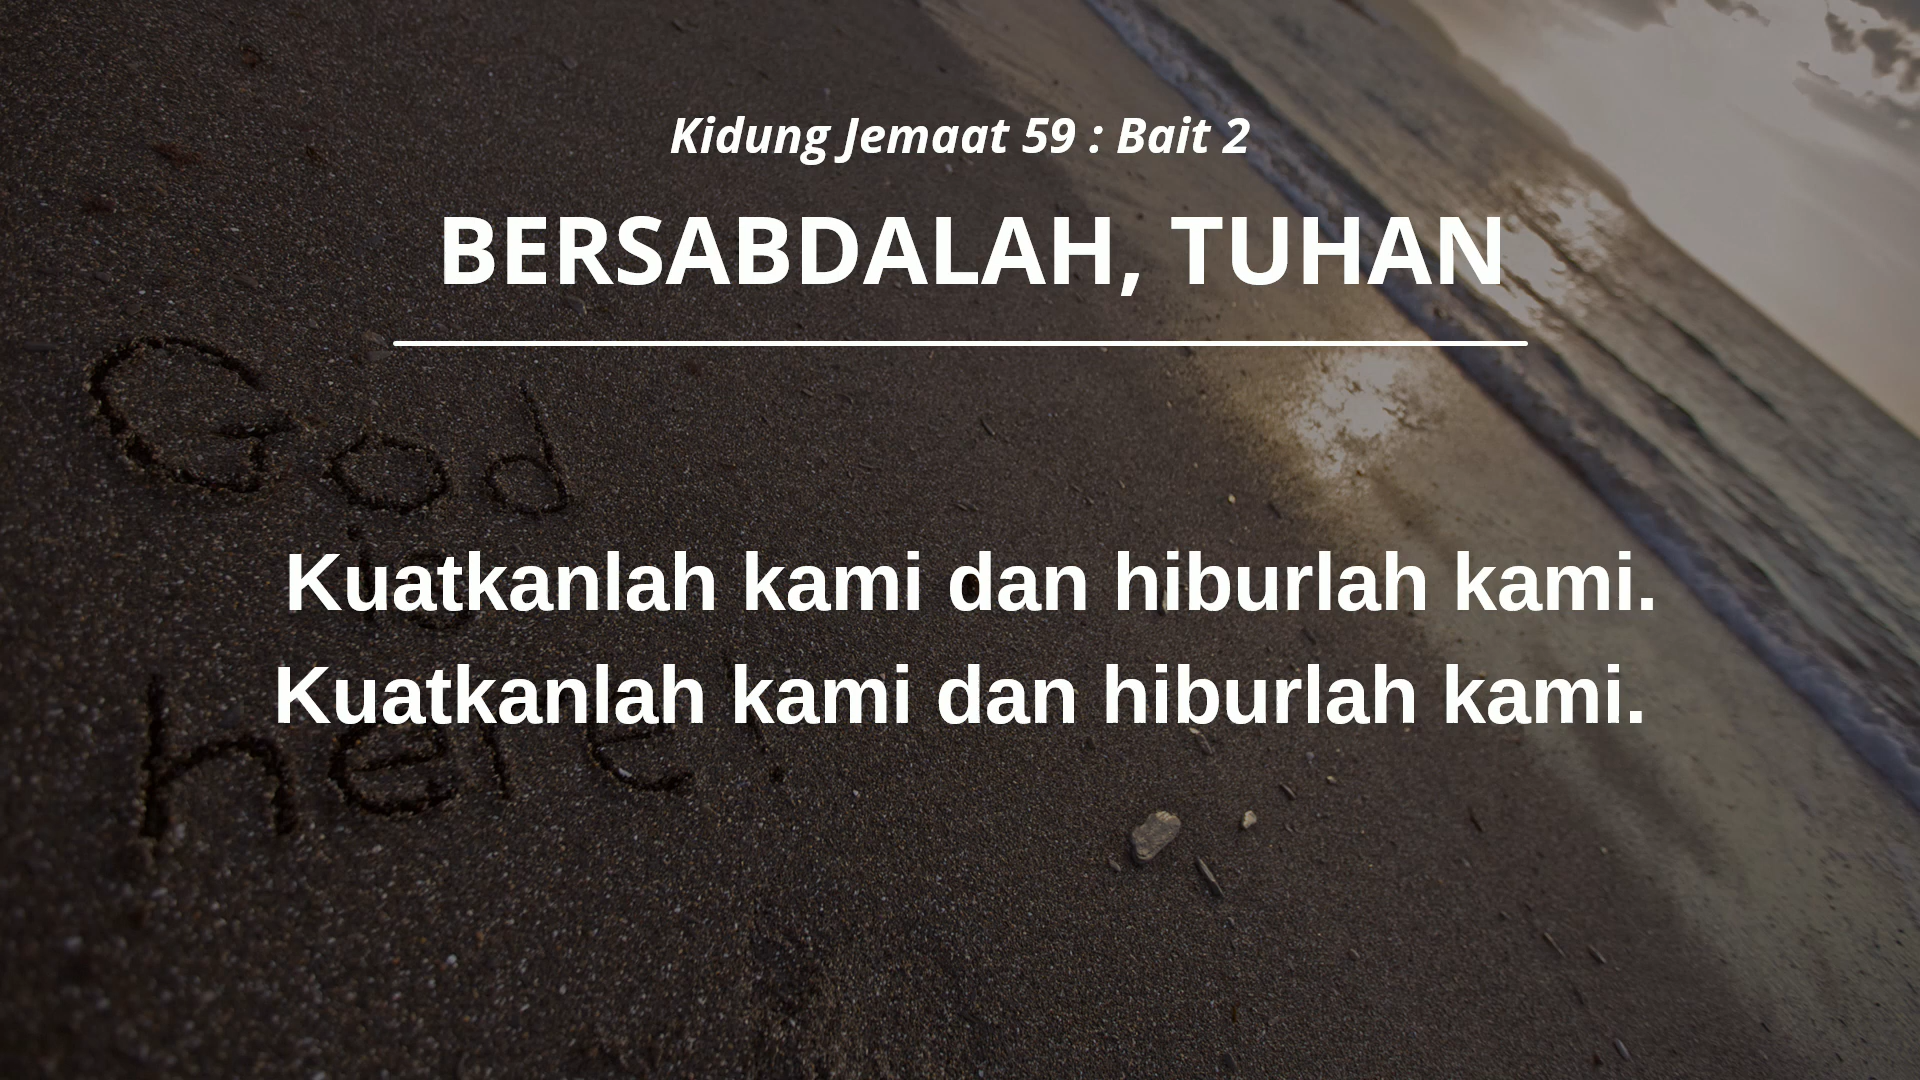 Kidung Jemaat 59 : Bait 2
BERSABDALAH, TUHAN
God
is
Kuatkanlah kami dan hiburlah kami.
Kuatkanlah kami dan hiburlah kami.
here!